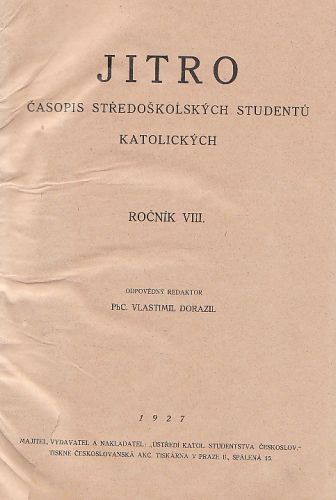 JITRO
ČASOPIS STŘEDOŠKOLSKÝCH STUDENTŮ
KATOLICKÝCH
ROČNÍK VIII.
ODPOVĚDNÝ REDAKTOR
PhC. VLASTIMIL DORAZIL
1927
MAJITEL, VYDAVATEL A NAKLADATEL: „ÚSTŘEDÍ KATOL. STUDENTSTVA ČESKOSLOV.“-
TISKNE ČESKOSLOVANSKÁ AKC. TISKÁRNA V PRAZE II., SPÁLENÁ 15.